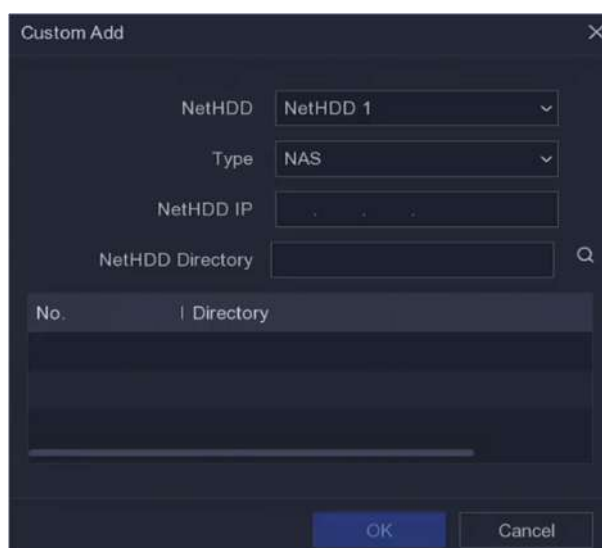 Custom Add
NetHDD NetHDD 1
Type NAS
NetHDD IP . . .
NetHDD Directory
No. Directory
OK Cancel